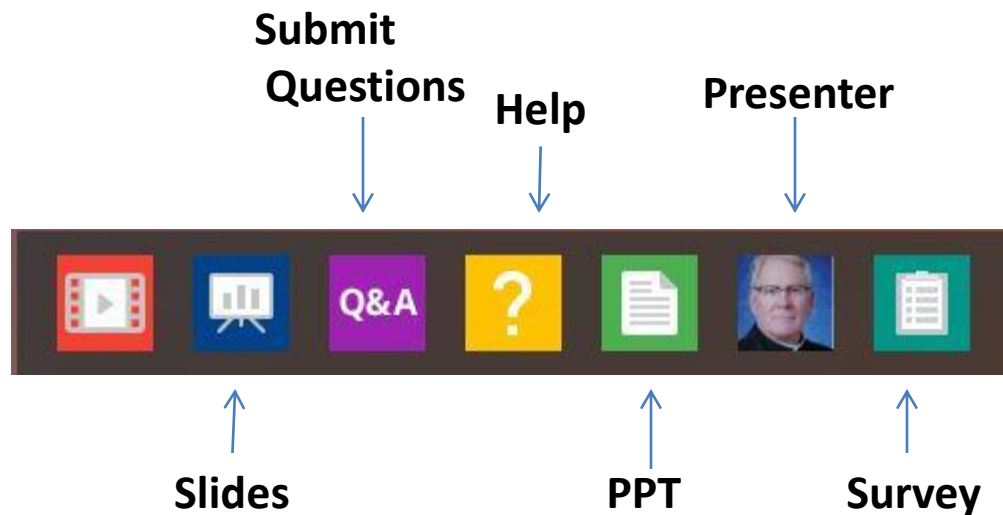 Submit
Questions
Help
Presenter
Q&A
?
Slides
PPT
Survey